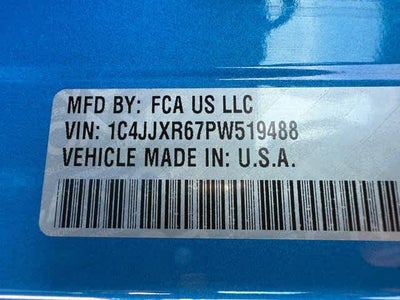 MFD BY: FCA US LLC
VIN: 1C4JJXR67PW519488
VEHICLE MADE IN: U.S.A.